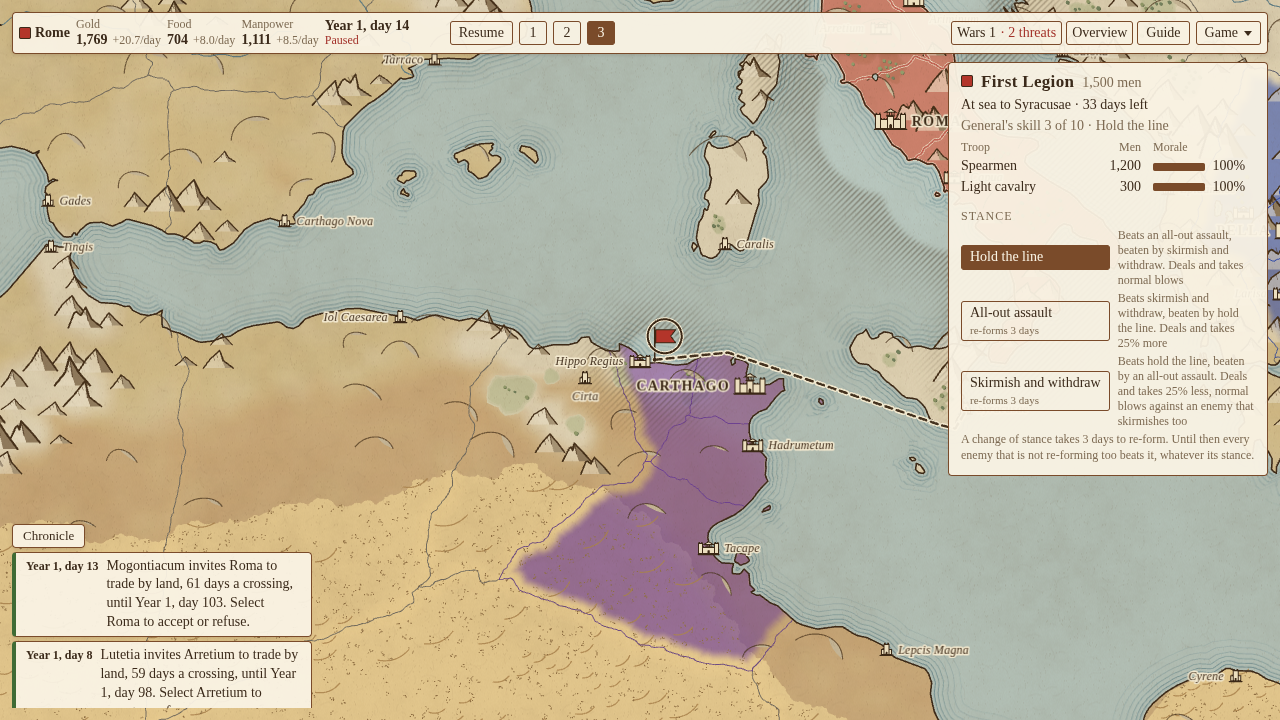 Rome
Gold
1,769 +20.7/day
Food
704 +8.0/day
Manpower
1,111 +8.5/day
Year 1, day 14
Paused
Resume
1
2
3
Wars 1 · 2 threats
Overview
Guide
Game
Tarraco
First Legion 1,500 men
At sea to Syracusae · 33 days left
General's skill 3 of 10 · Hold the line
Troop Men Morale
Spearmen 1,200 100%
Light cavalry 300 100%
STANCE
Hold the line
Beats an all-out assault,
beaten by skirmish and
withdraw. Deals and takes
normal blows
All-out assault
re-forms 3 days
Beats skirmish and
withdraw, beaten by hold
the line. Deals and takes
25% more
Skirmish and withdraw
re-forms 3 days
Beats hold the line, beaten
by an all-out assault. Deals
and takes 25% less, normal
blows against an enemy that
skirmishes too
A change of stance takes 3 days to re-form. Until then every
enemy that is not re-forming too beats it, whatever its stance.
ROM
Gades
Carthago Nova
Tingis
Caralis
Iol Caesarea
Hippo Regius
CARTHAGO
Cirta
Hadrumetum
Tacape
Lepcis Magna
Cyrene
Chronicle
Year 1, day 13 Mogontiacum invites Roma to
trade by land, 61 days a crossing,
until Year 1, day 103. Select
Roma to accept or refuse.
Year 1, day 8 Lutetia invites Arretium to trade by
land, 59 days a crossing, until Year
1, day 98. Select Arretium to